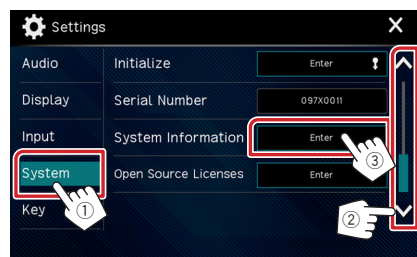 Settings
Audio
Initialize
Enter
Display
Serial Number
097X0011
Input
System Information
Enter
③
System
①
Open Source Licenses
Enter
Key
②